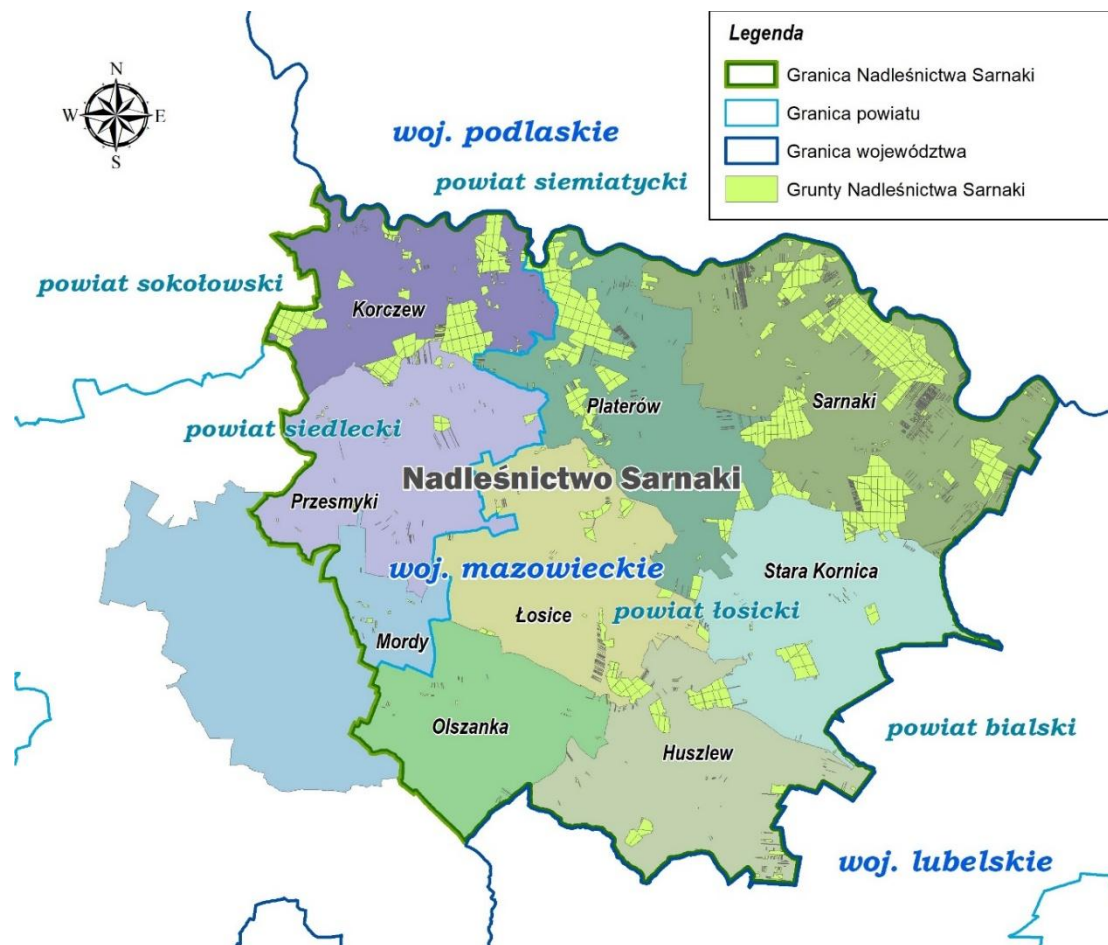 Legenda
Granica Nadleśnictwa Sarnaki
Granica powiatu
Granica województwa
Grunty Nadleśnictwa Sarnaki
N
W E
S
woj. podlaskie
powiat siemiatycki
powiat sokołowski
Korczew
Platerów
Sarnaki
powiat siedlecki
Nadleśnictwo Sarnaki
Przesmyki
woj. mazowieckie
Stara Kornica
Łosice
powiat łosicki
Mordy
Olszanka
powiat bialski
Huszlew
woj. lubelskie